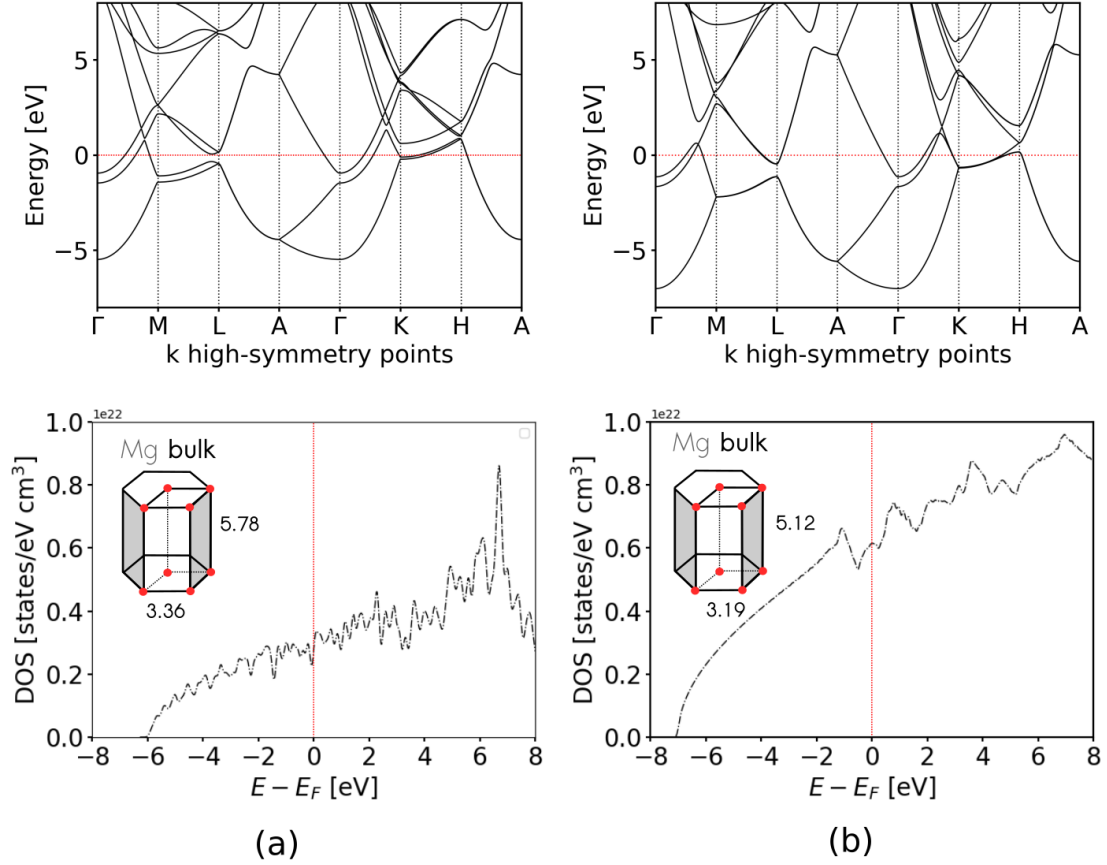 Energy [eV]
5
0
−5
Γ M L A Γ K H A
k high-symmetry points
Energy [eV]
5
0
−5
Γ M L A Γ K H A
k high-symmetry points
DOS [states/eV cm³]
1e22
1.0
0.8
0.6
0.4
0.2
0.0
Mg bulk
5.78
3.36
−8 −6 −4 −2 0 2 4 6 8
E − E_F [eV]
(a)
DOS [states/eV cm³]
1e22
1.0
0.8
0.6
0.4
0.2
0.0
Mg bulk
5.12
3.19
−8 −6 −4 −2 0 2 4 6 8
E − E_F [eV]
(b)